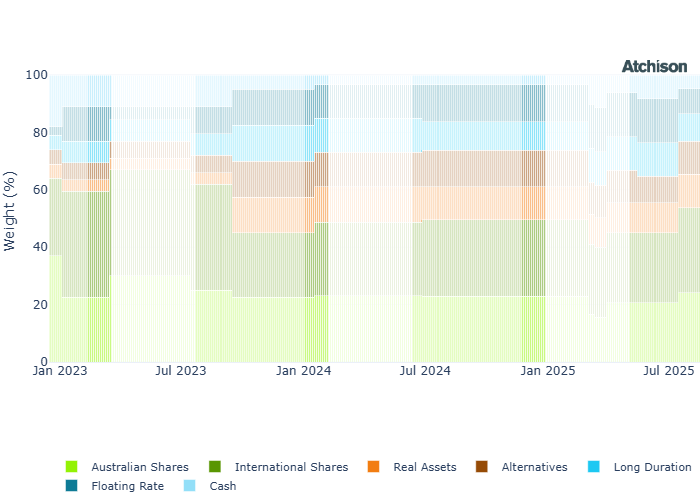 Atchison
100
80
60
40
20
0
Weight (%)
Jan 2023 Jul 2023 Jan 2024 Jul 2024 Jan 2025 Jul 2025
Australian Shares International Shares Real Assets Alternatives Long Duration
Floating Rate Cash